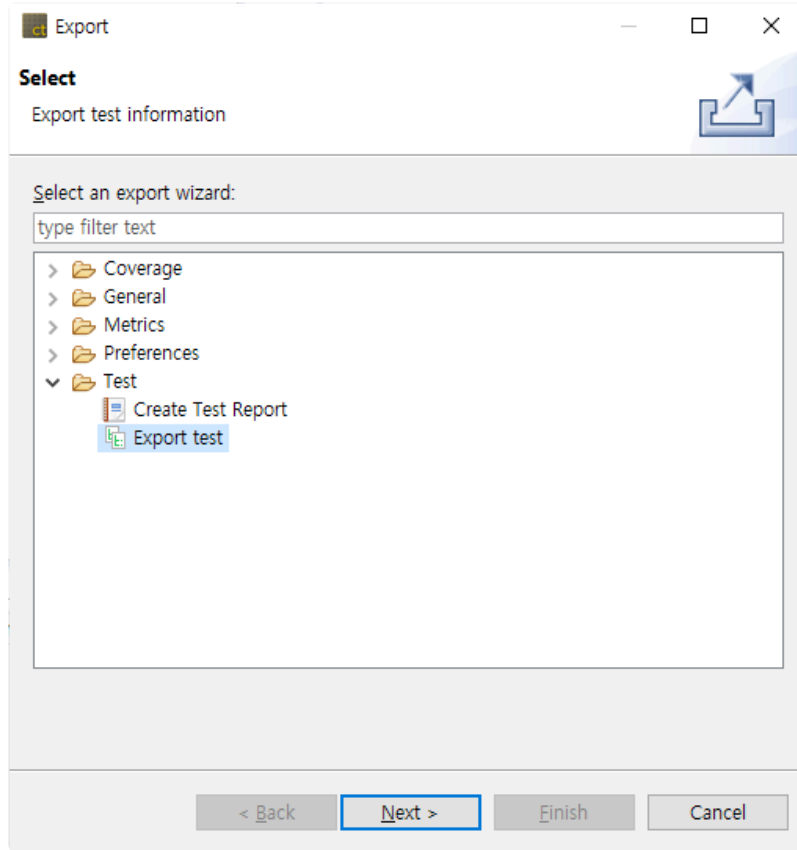 ct Export
Select
Export test information
Select an export wizard:
type filter text
Coverage
General
Metrics
Preferences
Test
Create Test Report
Export test
< Back Next > Finish Cancel